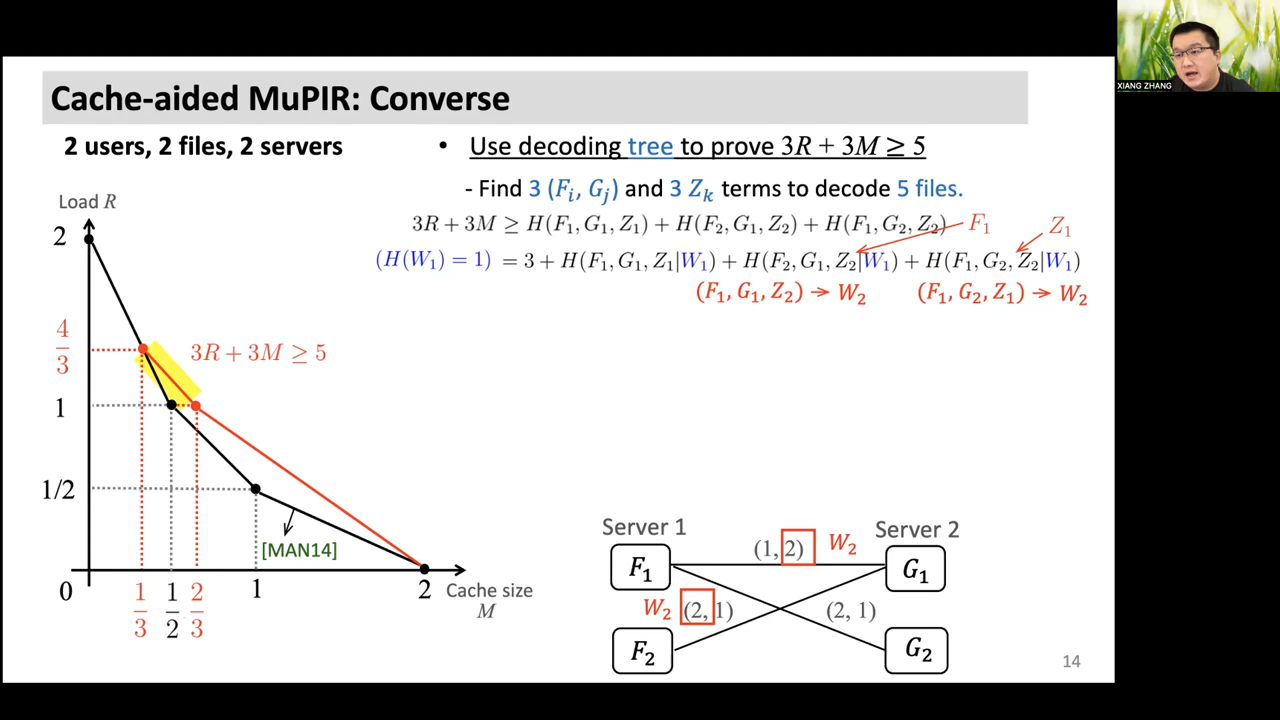 XIANG ZHANG
Cache-aided MuPIR: Converse
2 users, 2 files, 2 servers
• Use decoding tree to prove 3R + 3M ≥ 5
- Find 3 (F_i, G_j) and 3 Z_k terms to decode 5 files.
3R + 3M ≥ H(F_1, G_1, Z_1) + H(F_2, G_1, Z_2) + H(F_1, G_2, Z_2)
F_1
Z_1
(H(W_1) = 1) = 3 + H(F_1, G_1, Z_1|W_1) + H(F_2, G_1, Z_2|W_1) + H(F_1, G_2, Z_2|W_1)
(F_1, G_1, Z_2) → W_2
(F_1, G_2, Z_1) → W_2
Load R
2
4/3
3R + 3M ≥ 5
1
1/2
[MAN14]
0
1/3
1/2
2/3
1
2
Cache size
M
Server 1
Server 2
F_1
(1, 2)
W_2
G_1
W_2
(2, 1)
(2, 1)
F_2
G_2
14